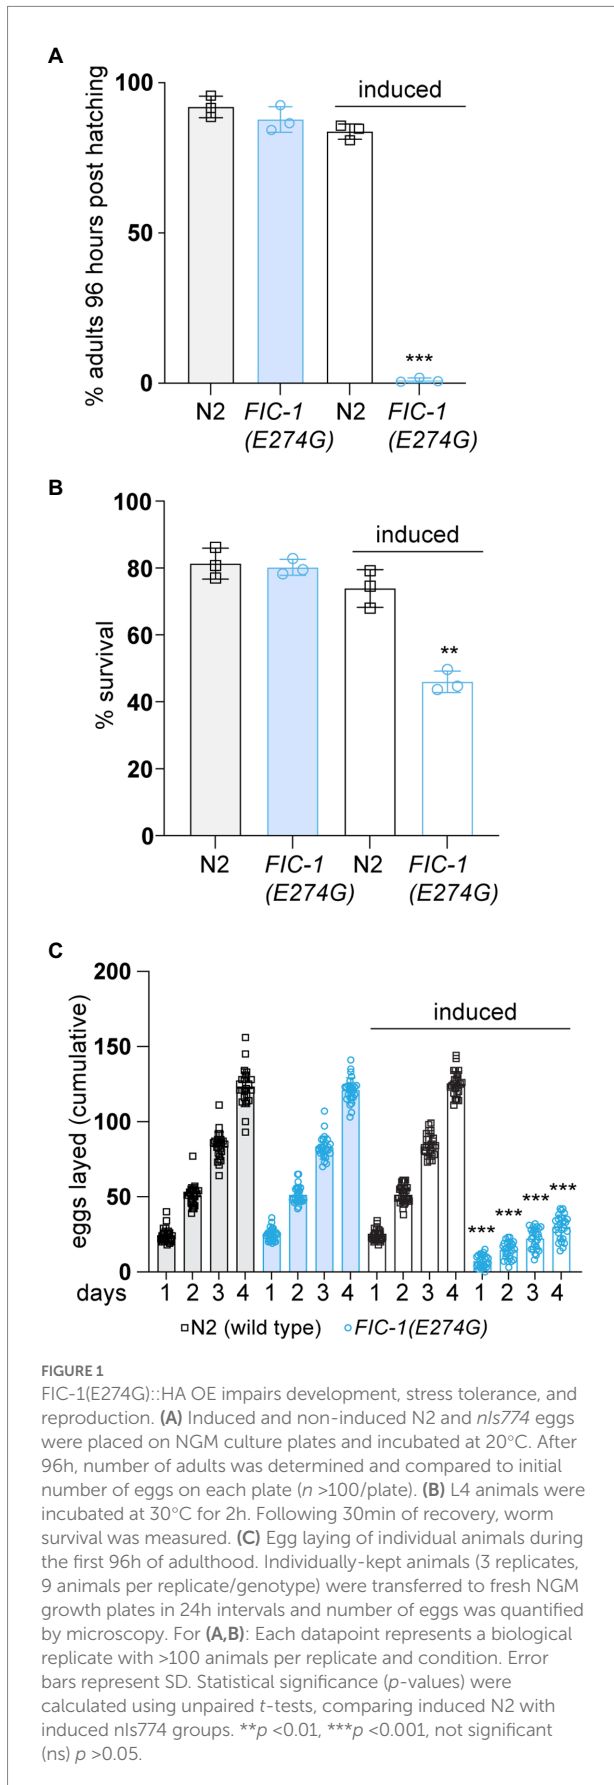 A
% adults 96 hours post hatching
100
50
0
induced
***
N2 FIC-1 N2 FIC-1
(E274G) (E274G)
B
% survival
100
80
60
40
20
0
induced
**
N2 FIC-1 N2 FIC-1
(E274G) (E274G)
C
eggs layed (cumulative)
200
150
100
50
0
induced
*** *** *** ***
days 1 2 3 4 1 2 3 4 1 2 3 4 1 2 3 4
N2 (wild type) FIC-1(E274G)
FIGURE 1
FIC-1(E274G)::HA OE impairs development, stress tolerance, and
reproduction. (A) Induced and non-induced N2 and nIs774 eggs
were placed on NGM culture plates and incubated at 20°C. After
96h, number of adults was determined and compared to initial
number of eggs on each plate (n >100/plate). (B) L4 animals were
incubated at 30°C for 2h. Following 30min of recovery, worm
survival was measured. (C) Egg laying of individual animals during
the first 96h of adulthood. Individually-kept animals (3 replicates,
9 animals per replicate/genotype) were transferred to fresh NGM
growth plates in 24h intervals and number of eggs was quantified
by microscopy. For (A,B): Each datapoint represents a biological
replicate with >100 animals per replicate and condition. Error
bars represent SD. Statistical significance (p-values) were
calculated using unpaired t-tests, comparing induced N2 with
induced nIs774 groups. **p <0.01, ***p <0.001, not significant
(ns) p >0.05.